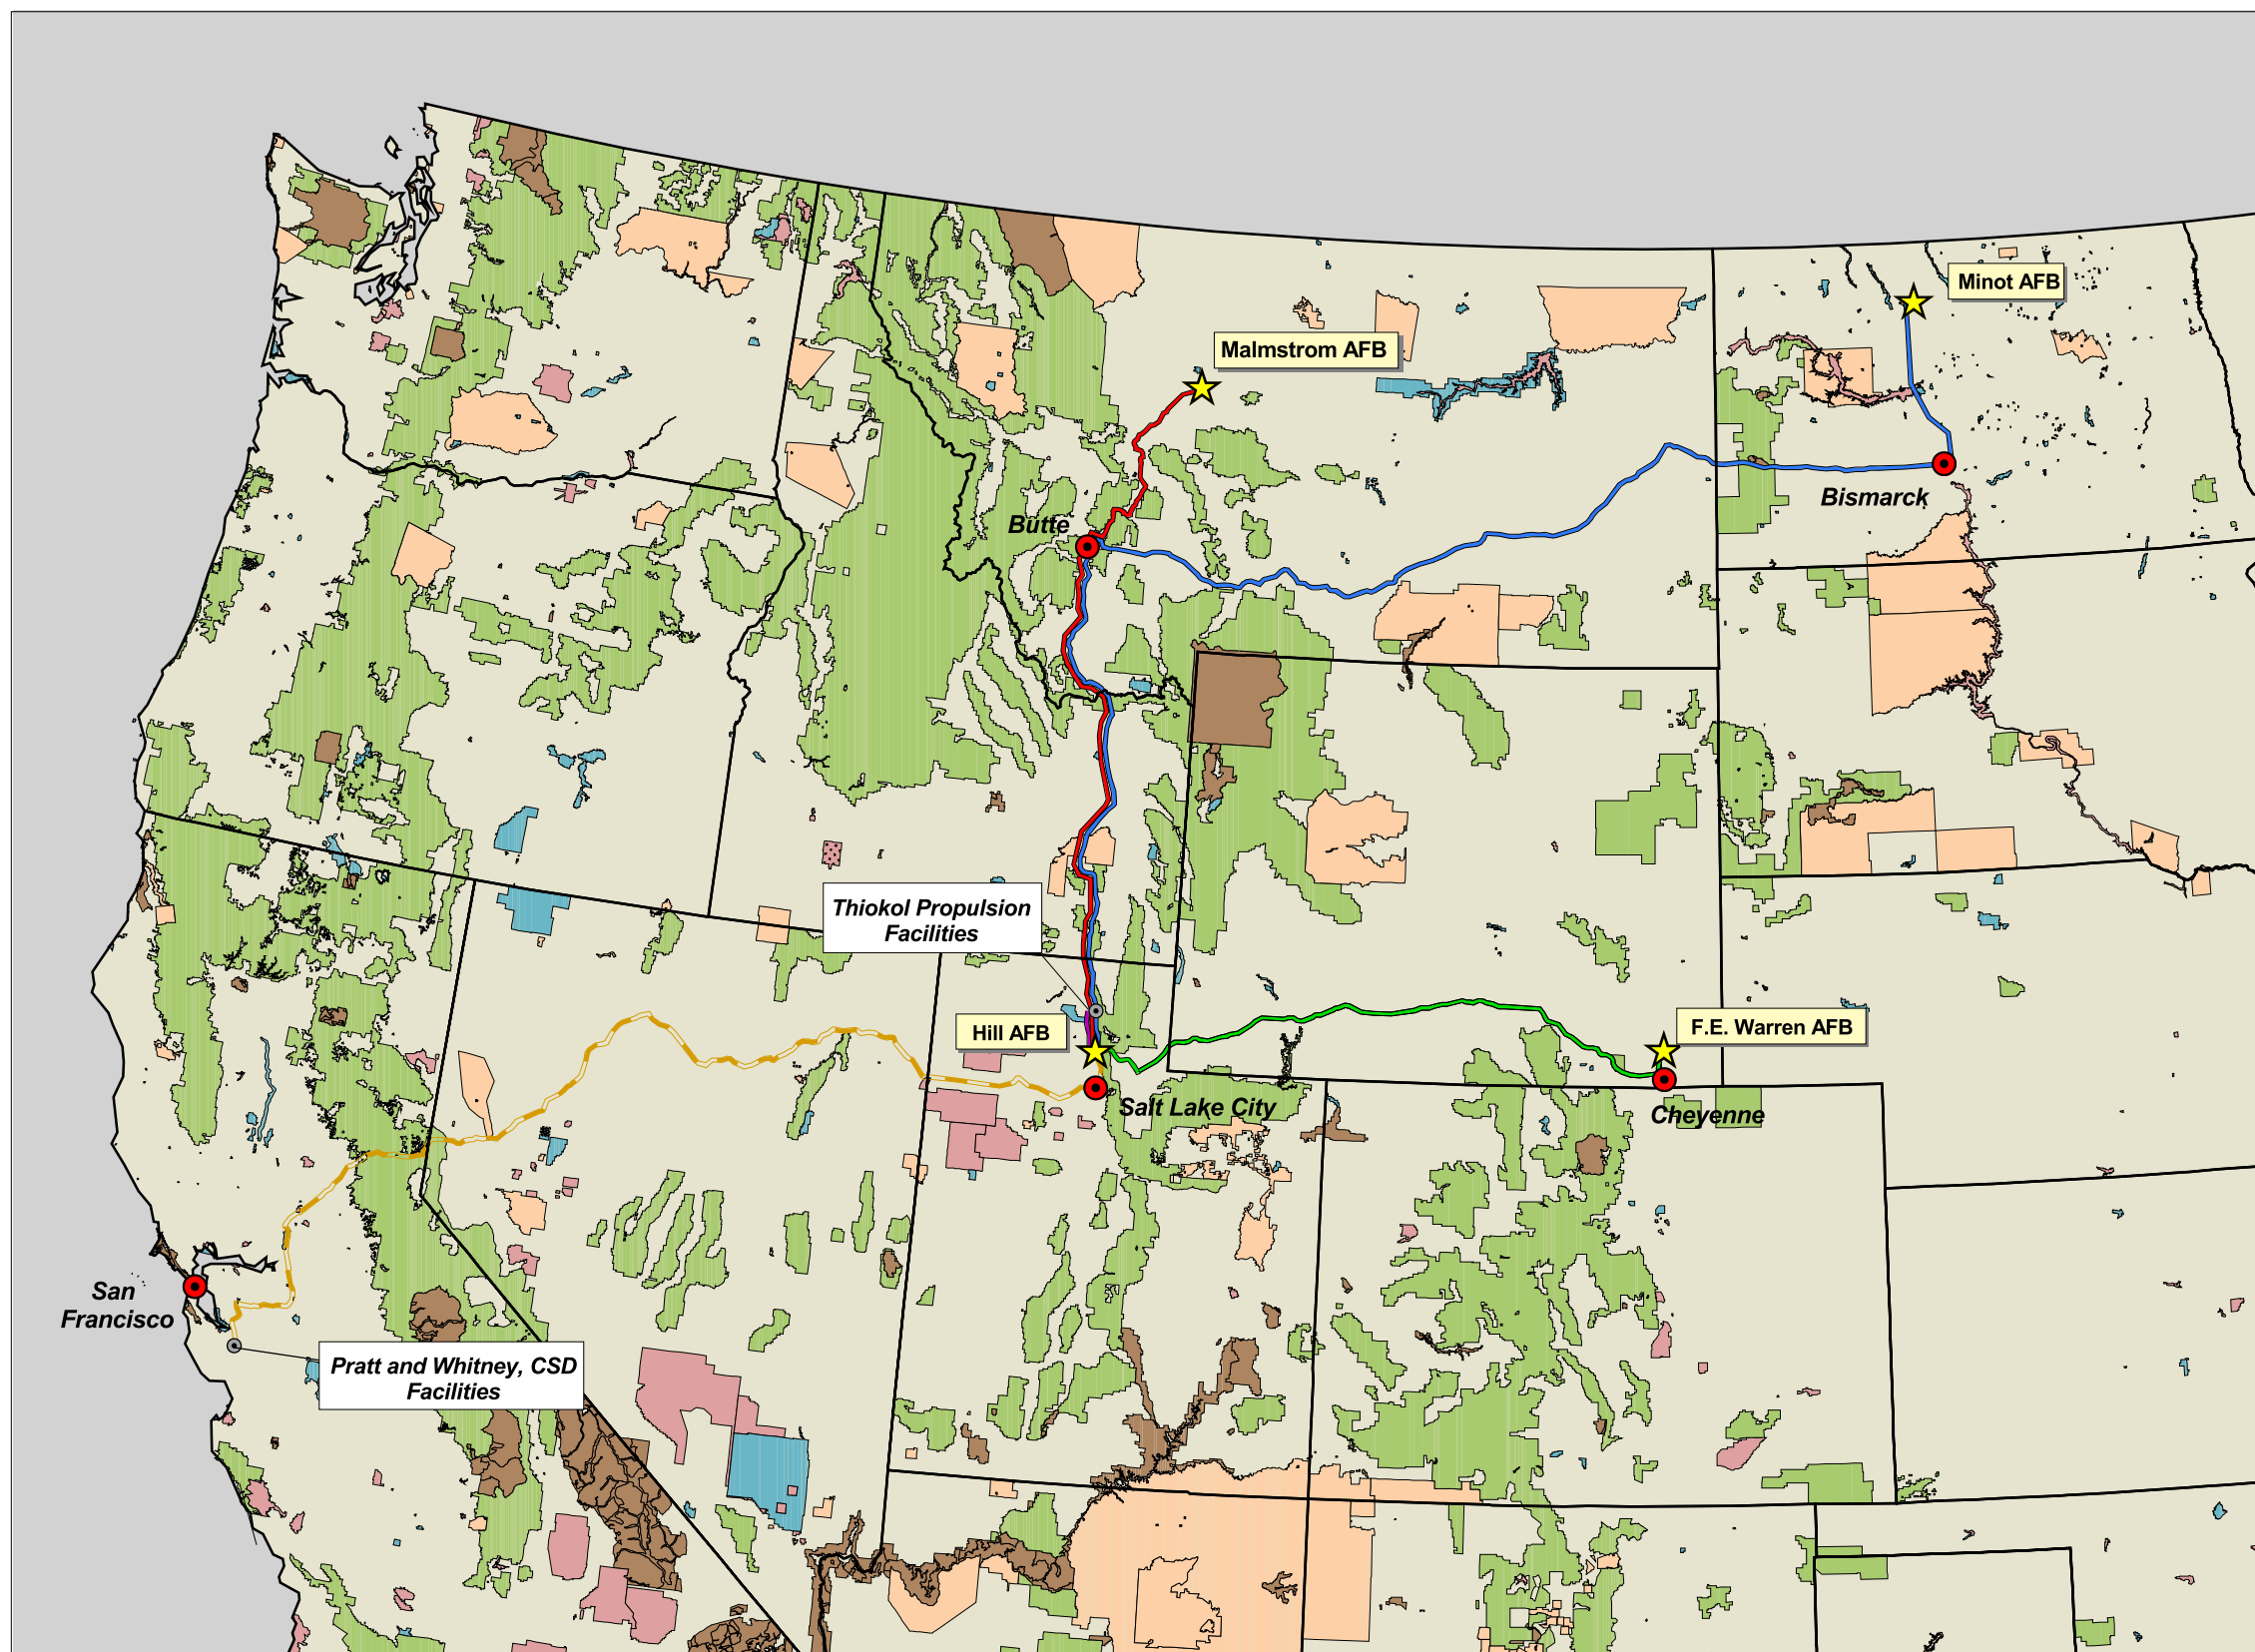 Minot AFB
Malmstrom AFB
Bismarck
Butte
Thiokol Propulsion
Facilities
Hill AFB
F.E. Warren AFB
Salt Lake City
Cheyenne
San
Francisco
Pratt and Whitney, CSD
Facilities